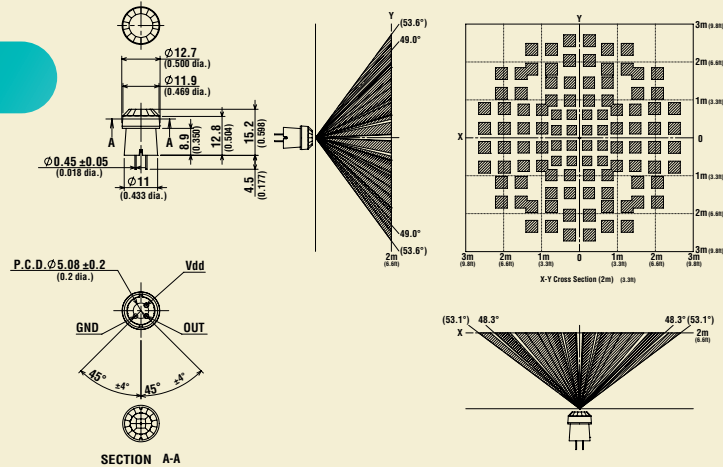 Φ12.7
(0.500 dia.)
Φ11.9
(0.469 dia.)
A
A
8.9
(0.350)
12.8
(0.504)
15.2
(0.598)
4.5
(0.177)
Φ0.45 ±0.05
(0.018 dia.)
Φ11
(0.433 dia.)
Y
(53.6°)
49.0°
49.0°
(53.6°)
2m
(6.6ft)
Y
3m (9.8ft)
2m (6.6ft)
1m (3.3ft)
X
0
1m (3.3ft)
2m (6.6ft)
3m (9.8ft)
3m 2m 1m 0 1m 2m 3m
(9.8ft) (6.6ft) (3.3ft) (3.3ft) (6.6ft) (9.8ft)
X-Y Cross Section (2m) (3.3ft)
P.C.D.Φ5.08 ±0.2
(0.2 dia.)
Vdd
GND
OUT
45°
±4°
45°
±4°
SECTION A-A
(53.1°) 48.3° 48.3° (53.1°)
X
2m
(6.6ft)